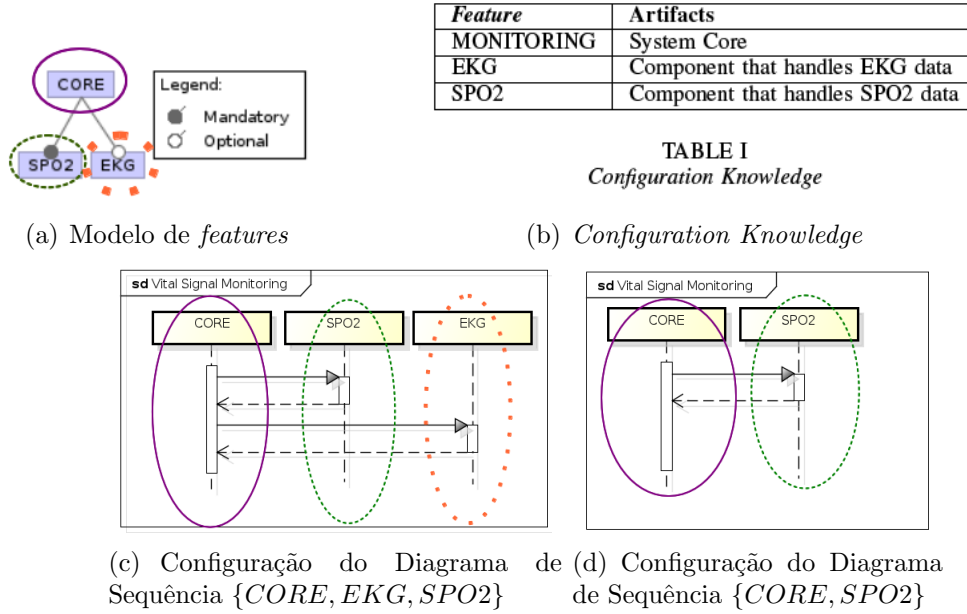 CORE
SPO2
EKG
Legend:
Mandatory
Optional
(a) Modelo de features
Feature Artifacts
MONITORING System Core
EKG Component that handles EKG data
SPO2 Component that handles SPO2 data
TABLE I
Configuration Knowledge
(b) Configuration Knowledge
sd Vital Signal Monitoring
CORE SPO2 EKG
(c) Configuração do Diagrama de
Sequência {CORE, EKG, SPO2}
sd Vital Signal Monitoring
CORE SPO2
(d) Configuração do Diagrama
de Sequência {CORE, SPO2}